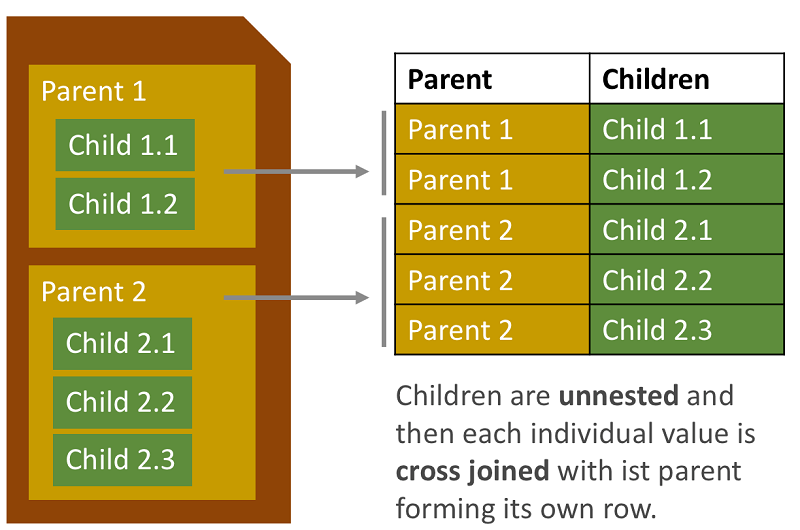 Parent 1
Child 1.1
Child 1.2
Parent 2
Child 2.1
Child 2.2
Child 2.3
Parent Children
Parent 1 Child 1.1
Parent 1 Child 1.2
Parent 2 Child 2.1
Parent 2 Child 2.2
Parent 2 Child 2.3
Children are unnested and
then each individual value is
cross joined with ist parent
forming its own row.